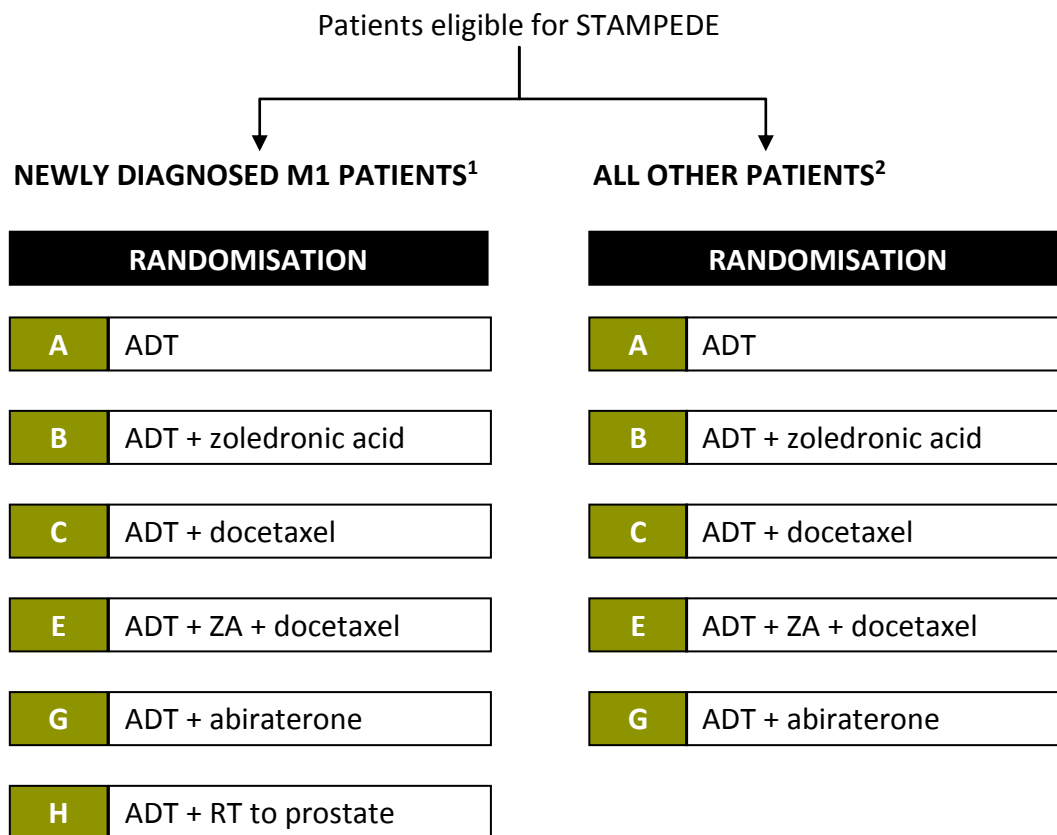 Patients eligible for STAMPEDE
NEWLY DIAGNOSED M1 PATIENTS¹
RANDOMISATION
A ADT
B ADT + zoledronic acid
C ADT + docetaxel
E ADT + ZA + docetaxel
G ADT + abiraterone
H ADT + RT to prostate
ALL OTHER PATIENTS²
RANDOMISATION
A ADT
B ADT + zoledronic acid
C ADT + docetaxel
E ADT + ZA + docetaxel
G ADT + abiraterone